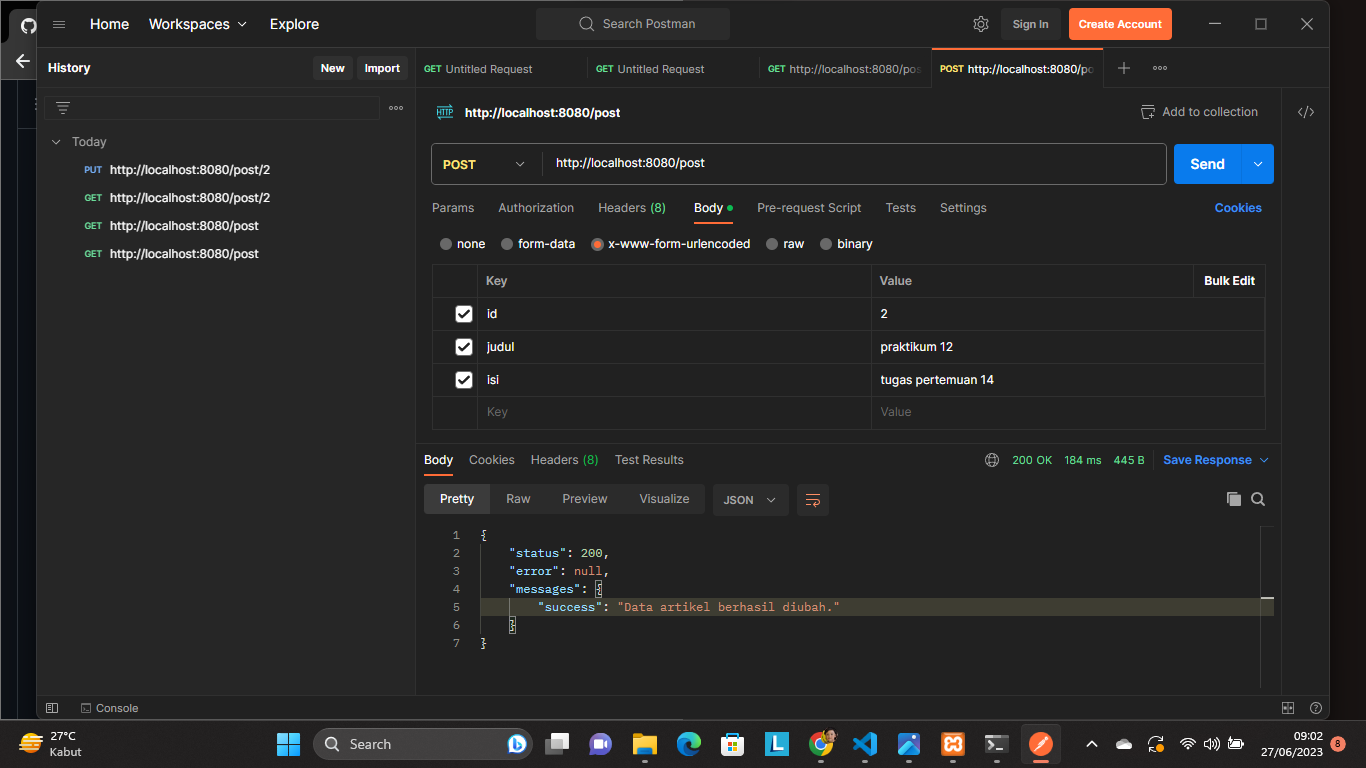 Home Workspaces Explore Search Postman Sign In Create Account
History New Import GET Untitled Request GET Untitled Request GET http://localhost:8080/pos POST http://localhost:8080/po
HTTP http://localhost:8080/post Add to collection
Today
PUT http://localhost:8080/post/2
GET http://localhost:8080/post/2
GET http://localhost:8080/post
GET http://localhost:8080/post
POST http://localhost:8080/post Send
Params Authorization Headers (8) Body Pre-request Script Tests Settings Cookies
none form-data x-www-form-urlencoded raw binary
Key Value Bulk Edit
id 2
judul praktikum 12
isi tugas pertemuan 14
Key Value
Body Cookies Headers (8) Test Results 200 OK 184 ms 445 B Save Response
Pretty Raw Preview Visualize JSON
1 {
2 "status": 200,
3 "error": null,
4 "messages": {
5 "success": "Data artikel berhasil diubah."
6 }
7 }
Console
27°C
Kabut
Search
L
09:02
27/06/2023
8